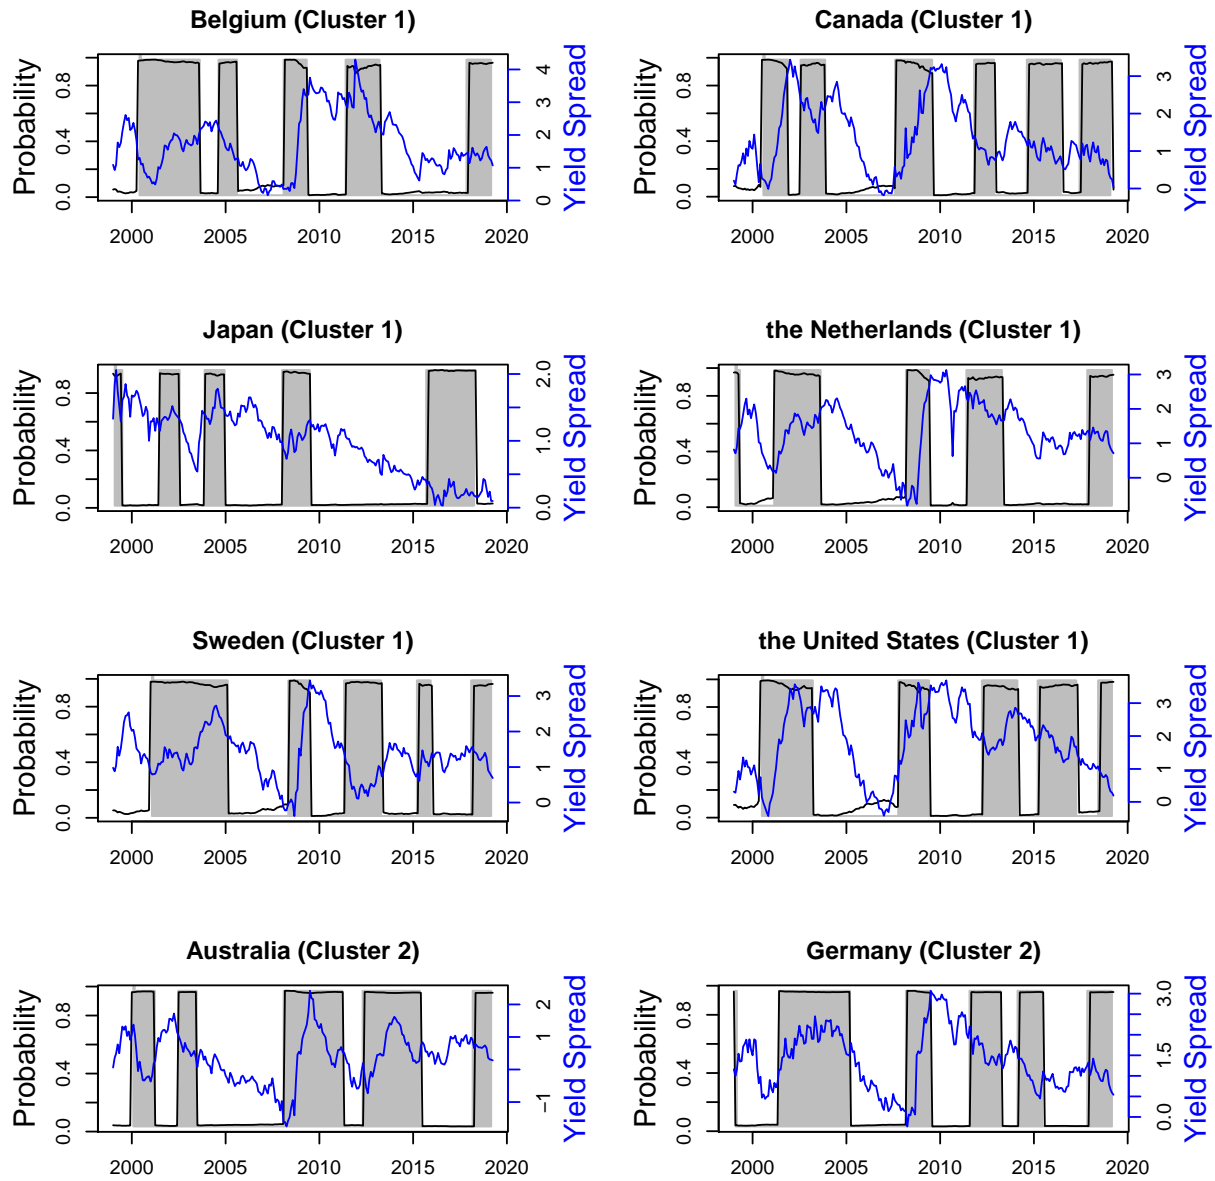 Belgium (Cluster 1)
Probability
0.0 0.4 0.8
0 1 2 3 4
Yield Spread
2000 2005 2010 2015 2020
Canada (Cluster 1)
Probability
0.0 0.4 0.8
0 1 2 3
Yield Spread
2000 2005 2010 2015 2020
Japan (Cluster 1)
Probability
0.0 0.4 0.8
0.0 1.0 2.0
Yield Spread
2000 2005 2010 2015 2020
the Netherlands (Cluster 1)
Probability
0.0 0.4 0.8
0 1 2 3
Yield Spread
2000 2005 2010 2015 2020
Sweden (Cluster 1)
Probability
0.0 0.4 0.8
0 1 2 3
Yield Spread
2000 2005 2010 2015 2020
the United States (Cluster 1)
Probability
0.0 0.4 0.8
0 1 2 3
Yield Spread
2000 2005 2010 2015 2020
Australia (Cluster 2)
Probability
0.0 0.4 0.8
−1 1 2
Yield Spread
2000 2005 2010 2015 2020
Germany (Cluster 2)
Probability
0.0 0.4 0.8
0.0 1.5 3.0
Yield Spread
2000 2005 2010 2015 2020